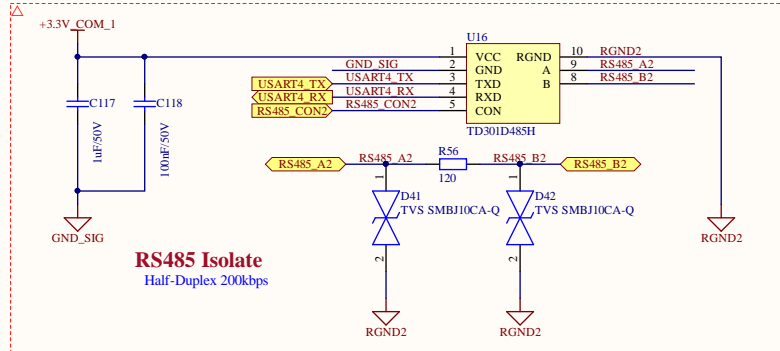 +3.3V_COM_1
U16
1 VCC RGND 10 RGND2
GND_SIG 2 GND A 9 RS485_A2
USART4_TX USART4_TX 3 TXD B 8 RS485_B2
USART4_RX USART4_RX 4 RXD
RS485_CON2 RS485_CON2 5 CON
TD301D485H
C117
C118
1uF/50V
100nF/50V
R56
RS485_A2 RS485_A2 RS485_B2 RS485_B2
120
1 1
D41 D42
TVS SMBJ10CA-Q TVS SMBJ10CA-Q
2 2
GND_SIG
RGND2
RS485 Isolate
Half-Duplex 200kbps
RGND2 RGND2